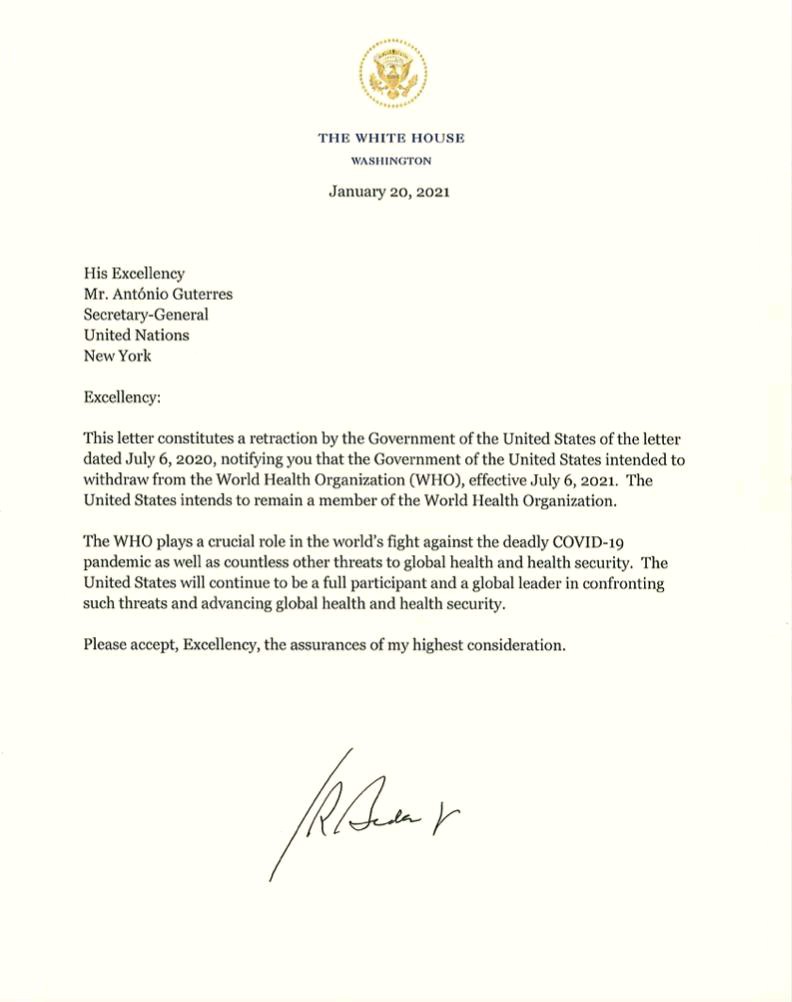 THE WHITE HOUSE
WASHINGTON
January 20, 2021
His Excellency
Mr. António Guterres
Secretary-General
United Nations
New York
Excellency:
This letter constitutes a retraction by the Government of the United States of the letter
dated July 6, 2020, notifying you that the Government of the United States intended to
withdraw from the World Health Organization (WHO), effective July 6, 2021.  The
United States intends to remain a member of the World Health Organization.
The WHO plays a crucial role in the world’s fight against the deadly COVID-19
pandemic as well as countless other threats to global health and health security.  The
United States will continue to be a full participant and a global leader in confronting
such threats and advancing global health and health security.
Please accept, Excellency, the assurances of my highest consideration.